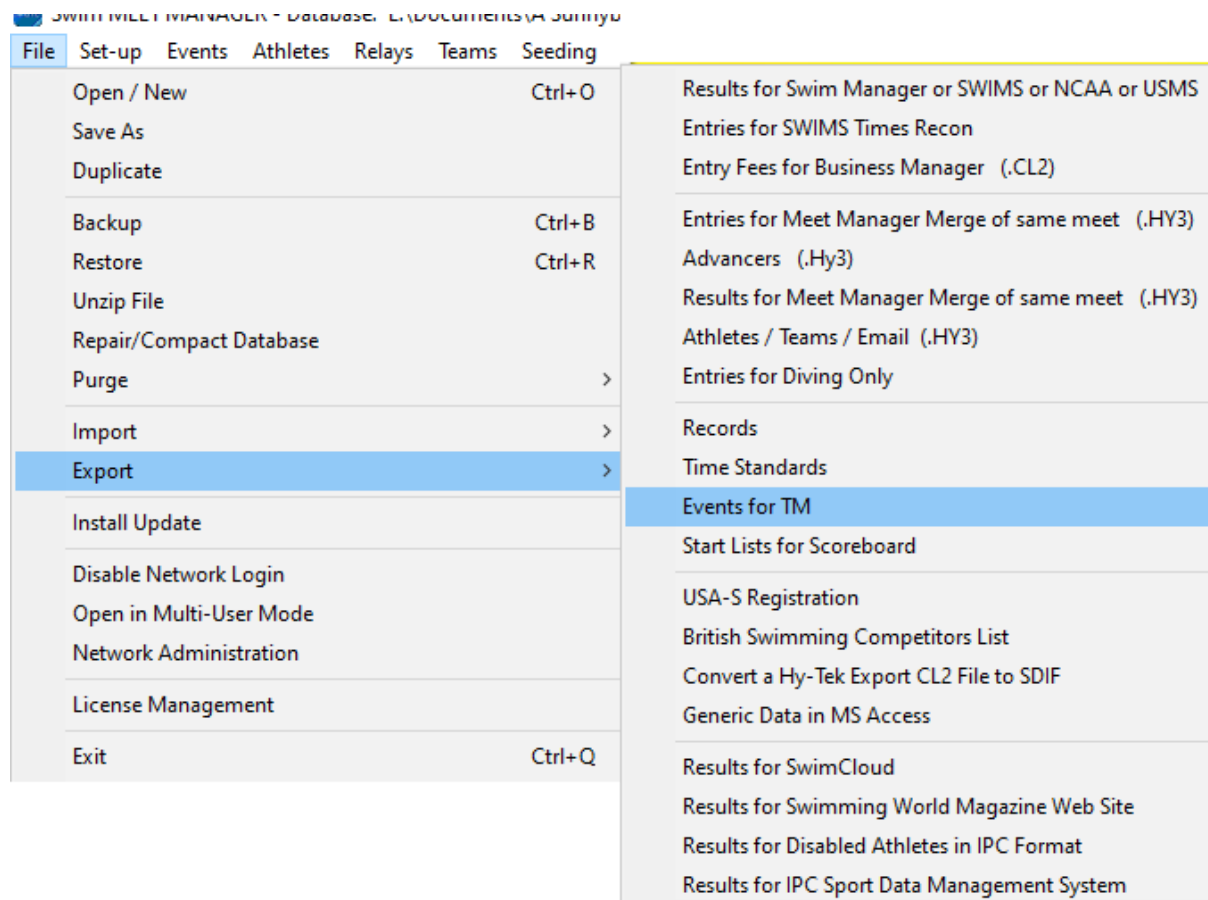 Swim MEET MANAGER - Database: E:\Documents\A Sunnyb
File Set-up Events Athletes Relays Teams Seeding
Open / New Ctrl+O
Save As
Duplicate
Backup Ctrl+B
Restore Ctrl+R
Unzip File
Repair/Compact Database
Purge >
Import >
Export >
Install Update
Disable Network Login
Open in Multi-User Mode
Network Administration
License Management
Exit Ctrl+Q
Results for Swim Manager or SWIMS or NCAA or USMS
Entries for SWIMS Times Recon
Entry Fees for Business Manager (.CL2)
Entries for Meet Manager Merge of same meet (.HY3)
Advancers (.Hy3)
Results for Meet Manager Merge of same meet (.HY3)
Athletes / Teams / Email (.HY3)
Entries for Diving Only
Records
Time Standards
Events for TM
Start Lists for Scoreboard
USA-S Registration
British Swimming Competitors List
Convert a Hy-Tek Export CL2 File to SDIF
Generic Data in MS Access
Results for SwimCloud
Results for Swimming World Magazine Web Site
Results for Disabled Athletes in IPC Format
Results for IPC Sport Data Management System